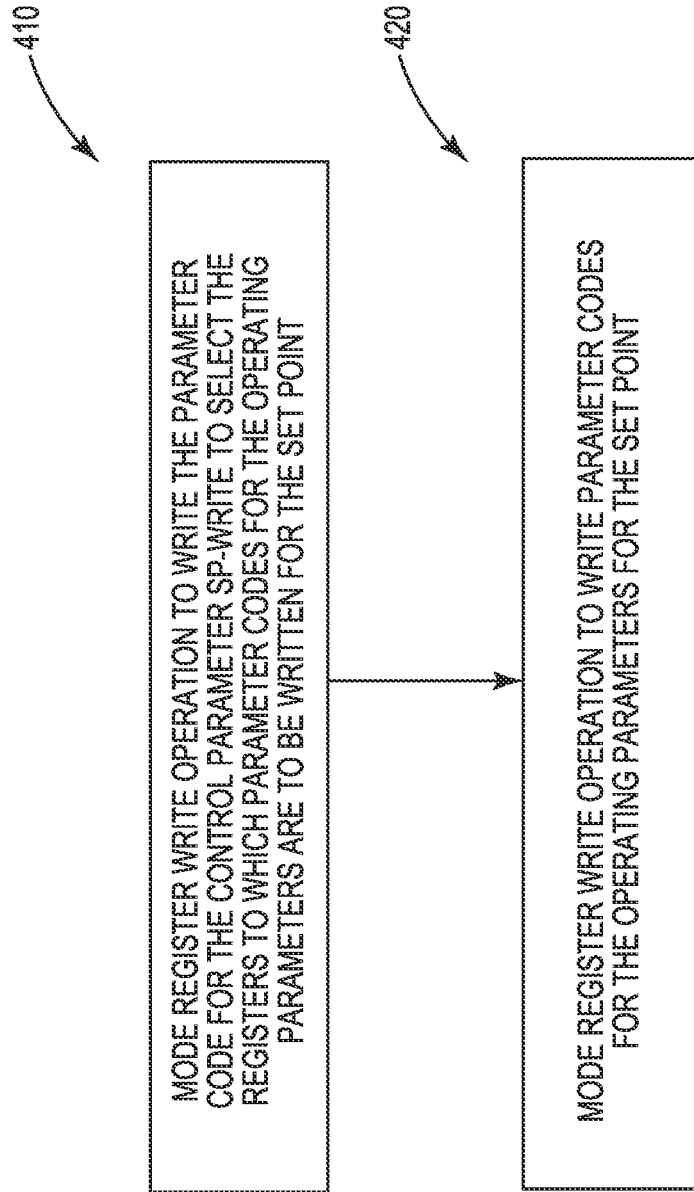 410
MODE REGISTER WRITE OPERATION TO WRITE THE PARAMETER
CODE FOR THE CONTROL PARAMETER SP-WRITE TO SELECT THE
REGISTERS TO WHICH PARAMETER CODES FOR THE OPERATING
PARAMETERS ARE TO BE WRITTEN FOR THE SET POINT
420
MODE REGISTER WRITE OPERATION TO WRITE PARAMETER CODES
FOR THE OPERATING PARAMETERS FOR THE SET POINT